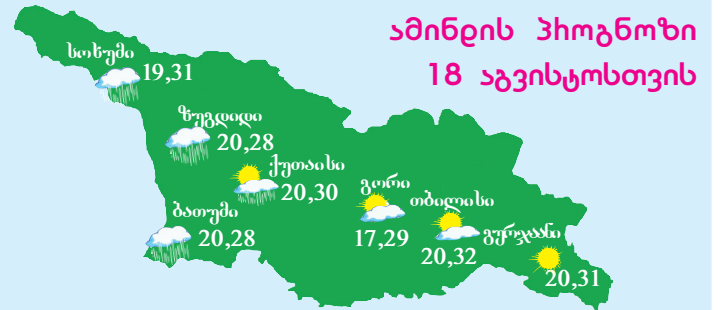 ამინდის პროგნოზი
18 აგვისტოსთვის
სოხუმი
19,31
ზუგდიდი
20,28
ქუთაისი
20,30
გორი
17,29
თბილისი
20,32
ბათუმი
20,28
გურჯაანი
20,31